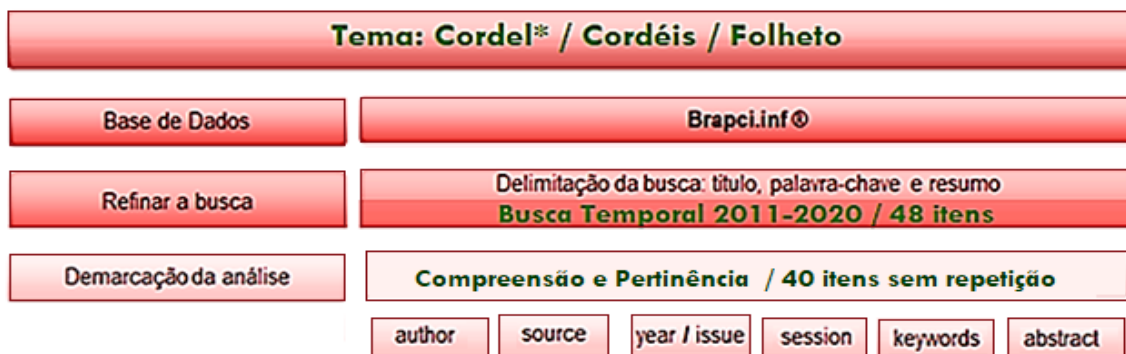 Tema: Cordel* / Cordéis / Folheto
Base de Dados
Brapci.inf ®
Refinar a busca
Delimitação da busca: título, palavra-chave e resumo
Busca Temporal 2011-2020 / 48 itens
Demarcação da análise
Compreensão e Pertinência / 40 itens sem repetição
author
source
year / issue
session
keywords
abstract